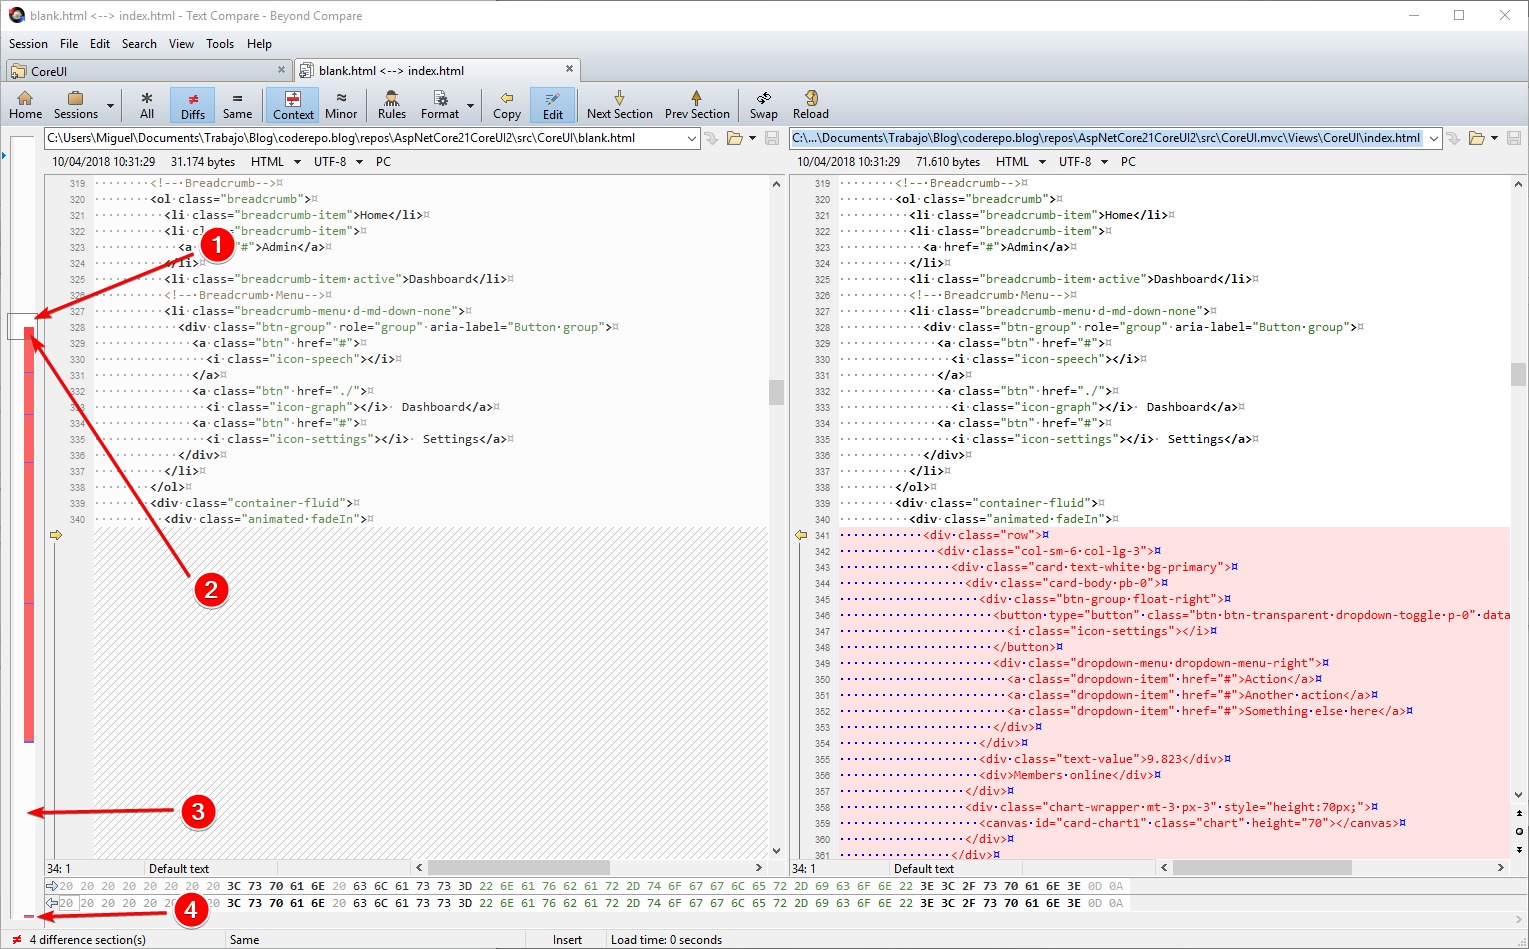 blank.html <--> index.html - Text Compare - Beyond Compare
Session File Edit Search View Tools Help
CoreUI
blank.html <--> index.html
Home Sessions All Diffs Same Context Minor Rules Format Copy Edit Next Section Prev Section Swap Reload
C:\Users\Miguel\Documents\Trabajo\Blog\coderepo.blog\repos\AspNetCore21CoreUI2\src\CoreUI\blank.html
10/04/2018 10:31:29 31.174 bytes HTML UTF-8 PC
319 <!--·Breadcrumb-->¤
320 <ol·class="breadcrumb">¤
321 <li·class="breadcrumb-item">Home</li>¤
322 <li·class="breadcrumb-item">¤
323 <a "#">Admin</a>¤
324 </li>¤
325 <li·class="breadcrumb-item·active">Dashboard</li>¤
326 <!--·Breadcrumb·Menu-->¤
327 <li·class="breadcrumb-menu·d-md-down-none">¤
328 <div·class="btn-group"·role="group"·aria-label="Button·group">¤
329 <a·class="btn"·href="#">¤
330 <i·class="icon-speech"></i>¤
331 </a>¤
332 <a·class="btn"·href="./">¤
333 <i·class="icon-graph"></i>· Dashboard</a>¤
334 <a·class="btn"·href="#">¤
335 <i·class="icon-settings"></i>· Settings</a>¤
336 </div>¤
337 </li>¤
338 </ol>¤
339 <div·class="container-fluid">¤
340 <div·class="animated·fadeIn">¤
34: 1 Default text
C:\...\Documents\Trabajo\Blog\coderepo.blog\repos\AspNetCore21CoreUI2\src\CoreUI.mvc\Views\CoreUI\index.html
10/04/2018 10:31:29 71.610 bytes HTML UTF-8 PC
319 <!--·Breadcrumb-->¤
320 <ol·class="breadcrumb">¤
321 <li·class="breadcrumb-item">Home</li>¤
322 <li·class="breadcrumb-item">¤
323 <a·href="#">Admin</a>¤
324 </li>¤
325 <li·class="breadcrumb-item·active">Dashboard</li>¤
326 <!--·Breadcrumb·Menu-->¤
327 <li·class="breadcrumb-menu·d-md-down-none">¤
328 <div·class="btn-group"·role="group"·aria-label="Button·group">¤
329 <a·class="btn"·href="#">¤
330 <i·class="icon-speech"></i>¤
331 </a>¤
332 <a·class="btn"·href="./">¤
333 <i·class="icon-graph"></i>· Dashboard</a>¤
334 <a·class="btn"·href="#">¤
335 <i·class="icon-settings"></i>· Settings</a>¤
336 </div>¤
337 </li>¤
338 </ol>¤
339 <div·class="container-fluid">¤
340 <div·class="animated·fadeIn">¤
341 <div·class="row">¤
342 <div·class="col-sm-6·col-lg-3">¤
343 <div·class="card·text-white·bg-primary">¤
344 <div·class="card-body·pb-0">¤
345 <div·class="btn-group·float-right">¤
346 <button·type="button"·class="btn·btn-transparent·dropdown-toggle·p-0"·data
347 <i·class="icon-settings"></i>¤
348 </button>¤
349 <div·class="dropdown-menu·dropdown-menu-right">¤
350 <a·class="dropdown-item"·href="#">Action</a>¤
351 <a·class="dropdown-item"·href="#">Another·action</a>¤
352 <a·class="dropdown-item"·href="#">Something·else·here</a>¤
353 </div>¤
354 </div>¤
355 <div·class="text-value">9.823</div>¤
356 <div>Members·online</div>¤
357 </div>¤
358 <div·class="chart-wrapper·mt-3·px-3"·style="height:70px;">¤
359 <canvas·id="card-chart1"·class="chart"·height="70"></canvas>¤
360 </div>¤
361 </div>¤
34: 1 Default text
1
2
3
4
20 20 20 20 20 20 20 20 3C 73 70 61 6E 20 63 6C 61 73 73 3D 22 6E 61 76 62 61 72 2D 74 6F 67 67 6C 65 72 2D 69 63 6F 6E 22 3E 3C 2F 73 70 61 6E 3E 0D 0A
20 20 20 20 20 20 20 20 3C 73 70 61 6E 20 63 6C 61 73 73 3D 22 6E 61 76 62 61 72 2D 74 6F 67 67 6C 65 72 2D 69 63 6F 6E 22 3E 3C 2F 73 70 61 6E 3E 0D 0A
4 difference section(s) Same Insert Load time: 0 seconds